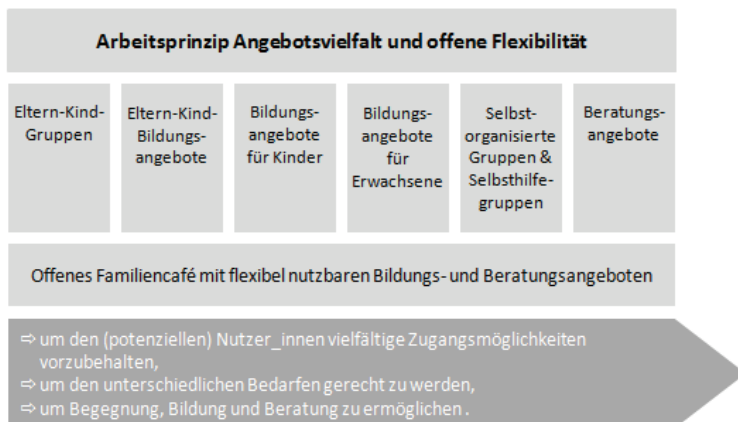 Arbeitsprinzip Angebotsvielfalt und offene Flexibilität
Eltern-Kind-
Gruppen
Eltern-Kind-
Bildungs-
angebote
Bildungs-
angebote
für Kinder
Bildungs-
angebote
für
Erwachsene
Selbst-
organisierte
Gruppen &
Selbsthilfe-
gruppen
Beratungs-
angebote
Offenes Familiencafé mit flexibel nutzbaren Bildungs- und Beratungsangeboten
⇨ um den (potenziellen) Nutzer_innen vielfältige Zugangsmöglichkeiten
vorzubehalten,
⇨ um den unterschiedlichen Bedarfen gerecht zu werden,
⇨ um Begegnung, Bildung und Beratung zu ermöglichen .